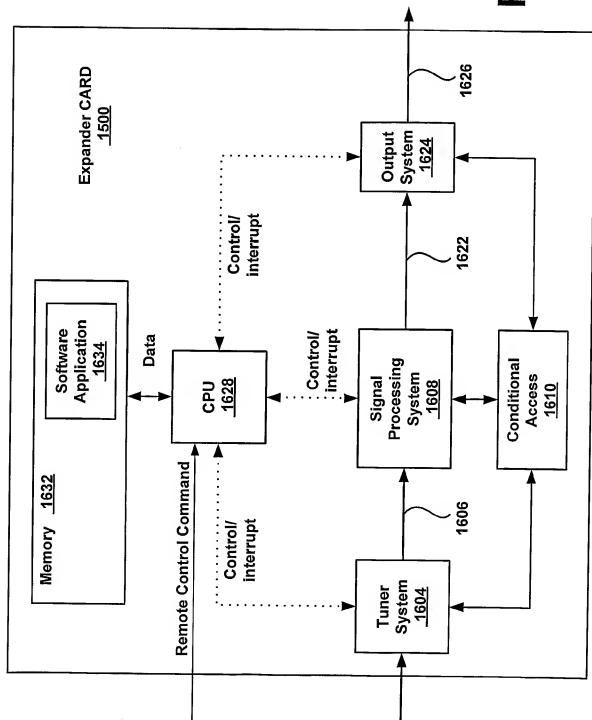 Expander CARD
1500
Memory 1632
Software
Application
1634
Data
Remote Control Command
CPU
1628
Control/
interrupt
Control/
interrupt
Control/
interrupt
Tuner
System
1604
1606
Signal
Processing
System
1608
1622
Output
System
1624
1626
Conditional
Access
1610